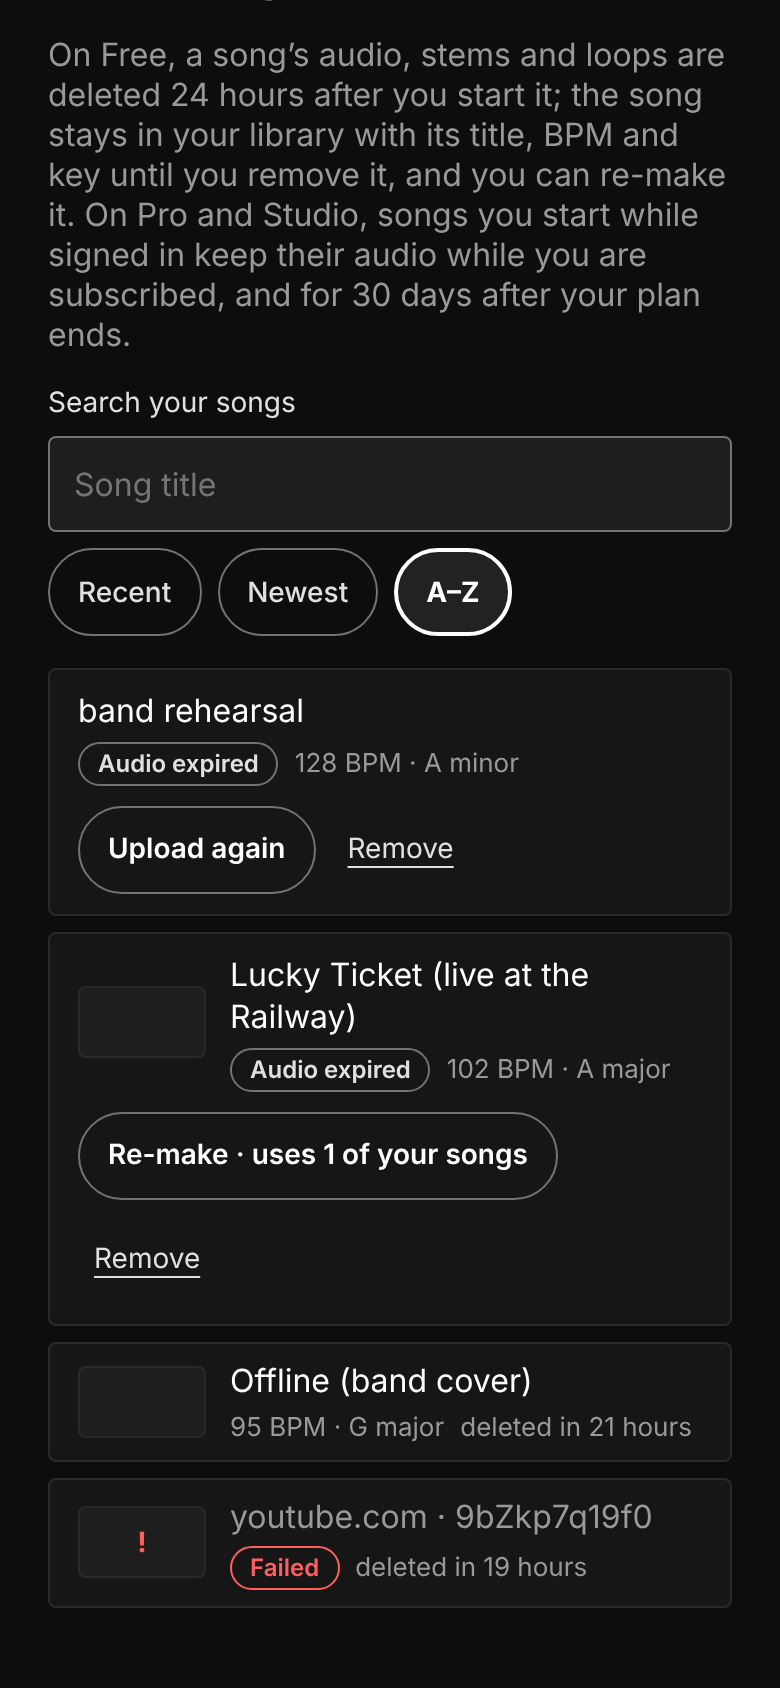 On Free, a song’s audio, stems and loops are
deleted 24 hours after you start it; the song
stays in your library with its title, BPM and
key until you remove it, and you can re-make
it. On Pro and Studio, songs you start while
signed in keep their audio while you are
subscribed, and for 30 days after your plan
ends.
Search your songs
Song title
Recent Newest A–Z
band rehearsal
Audio expired 128 BPM · A minor
Upload again Remove
Lucky Ticket (live at the
Railway)
Audio expired 102 BPM · A major
Re-make · uses 1 of your songs
Remove
Offline (band cover)
95 BPM · G major deleted in 21 hours
! youtube.com · 9bZkp7q19f0
Failed deleted in 19 hours